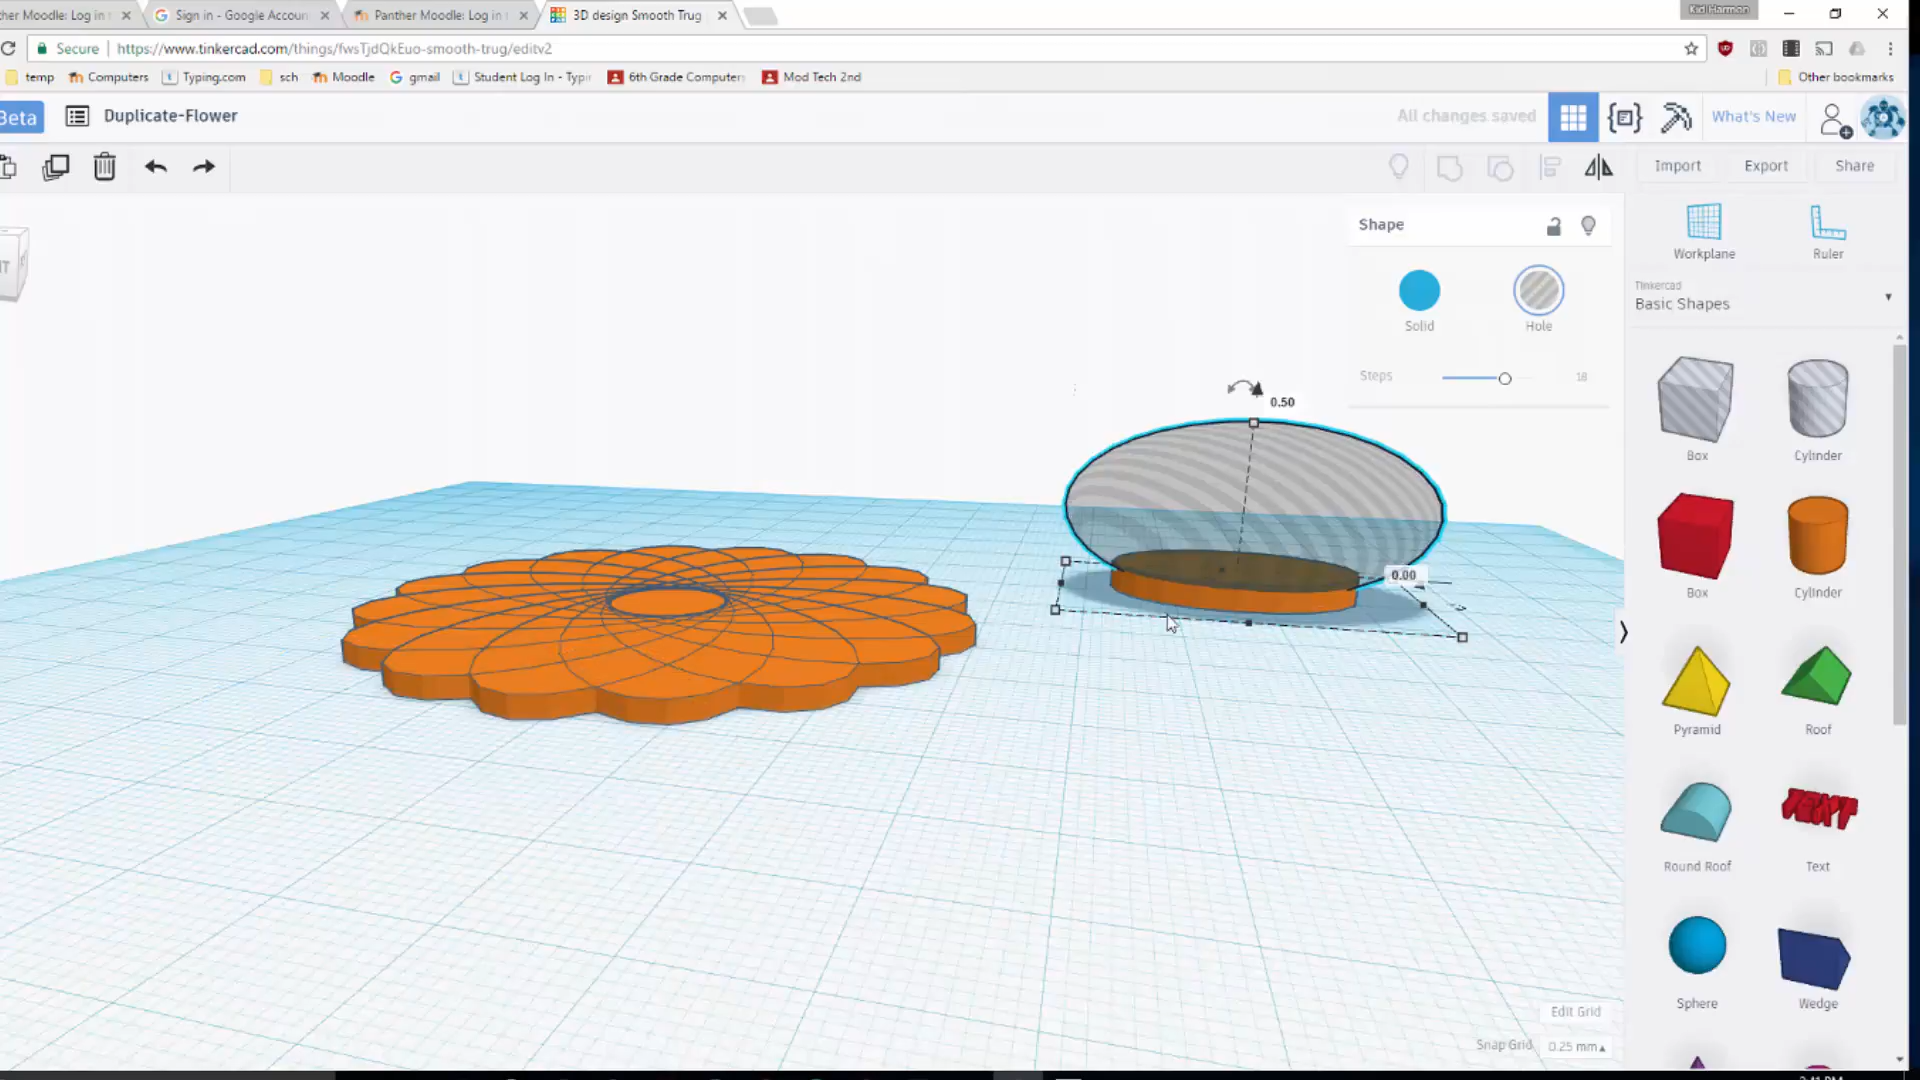 ther Moodle: Log in t
Sign in - Google Accoun
Panther Moodle: Log in t
3D design Smooth Trug
Kid Harmon
Secure
https://www.tinkercad.com/things/fwsTjdQkEuo-smooth-trug/editv2
temp
Computers
Typing.com
sch
Moodle
gmail
Student Log In - Typi
6th Grade Computer
Mod Tech 2nd
Other bookmarks
Beta
Duplicate-Flower
All changes saved
What's New
Import
Export
Share
Shape
Solid
Hole
Steps
18
0.50
0.00
Workplane
Ruler
Tinkercad
Basic Shapes
Box
Cylinder
Box
Cylinder
Pyramid
Roof
Round Roof
TEXT
Text
Sphere
Wedge
Edit Grid
Snap Grid 0.25 mm